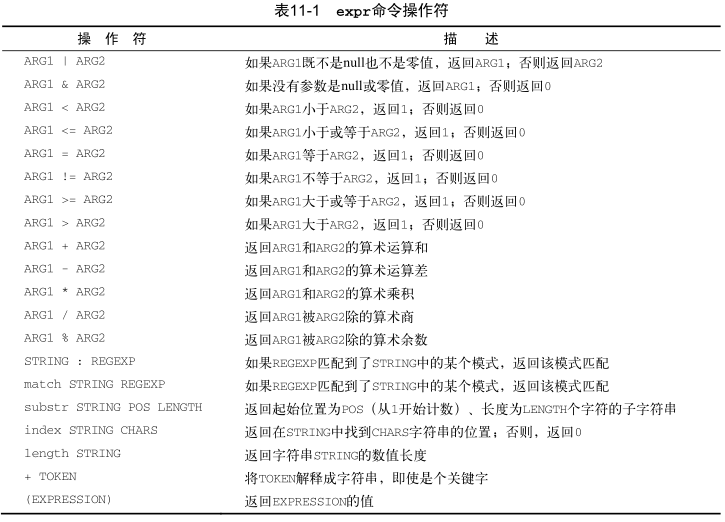 表11-1 expr命令操作符
操 作 符 描 述
ARG1 | ARG2 如果ARG1既不是null也不是零值，返回ARG1；否则返回ARG2
ARG1 & ARG2 如果没有参数是null或零值，返回ARG1；否则返回0
ARG1 < ARG2 如果ARG1小于ARG2，返回1；否则返回0
ARG1 <= ARG2 如果ARG1小于或等于ARG2，返回1；否则返回0
ARG1 = ARG2 如果ARG1等于ARG2，返回1；否则返回0
ARG1 != ARG2 如果ARG1不等于ARG2，返回1；否则返回0
ARG1 >= ARG2 如果ARG1大于或等于ARG2，返回1；否则返回0
ARG1 > ARG2 如果ARG1大于ARG2，返回1；否则返回0
ARG1 + ARG2 返回ARG1和ARG2的算术运算和
ARG1 - ARG2 返回ARG1和ARG2的算术运算差
ARG1 * ARG2 返回ARG1和ARG2的算术乘积
ARG1 / ARG2 返回ARG1被ARG2除的算术商
ARG1 % ARG2 返回ARG1被ARG2除的算术余数
STRING : REGEXP 如果REGEXP匹配到了STRING中的某个模式，返回该模式匹配
match STRING REGEXP 如果REGEXP匹配到了STRING中的某个模式，返回该模式匹配
substr STRING POS LENGTH 返回起始位置为POS（从1开始计数）、长度为LENGTH个字符的子字符串
index STRING CHARS 返回在STRING中找到CHARS字符串的位置；否则，返回0
length STRING 返回字符串STRING的数值长度
+ TOKEN 将TOKEN解释成字符串，即使是个关键字
(EXPRESSION) 返回EXPRESSION的值